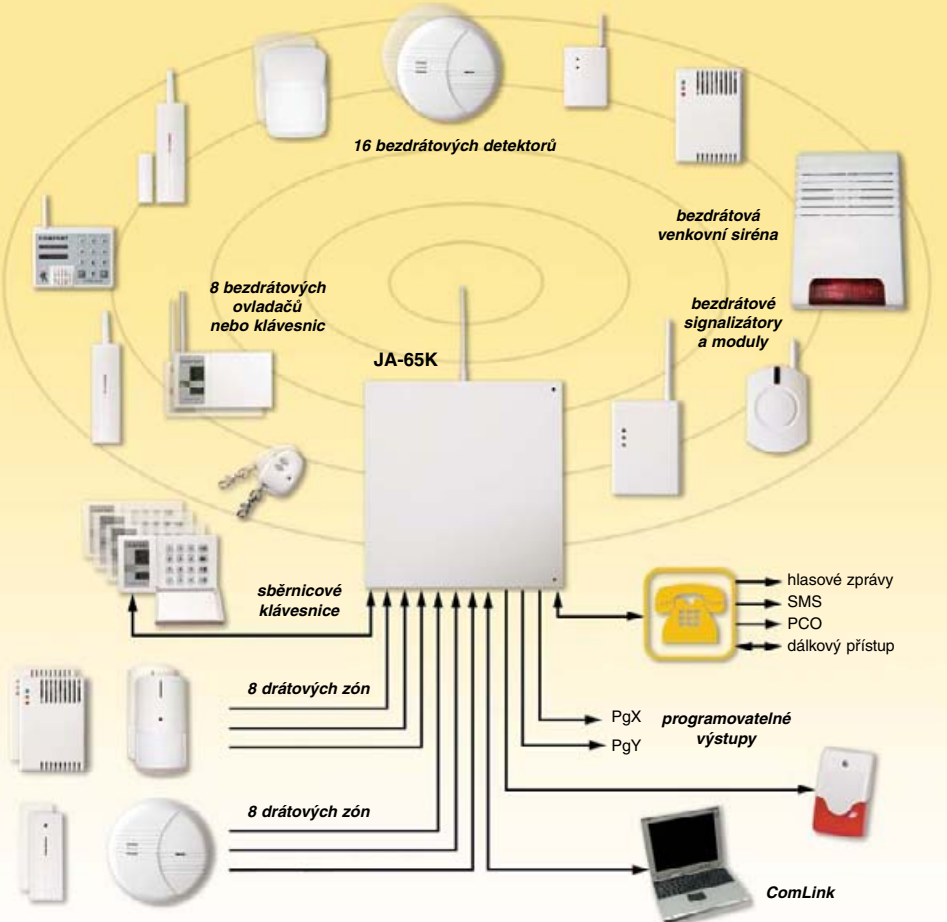 16 bezdrátových detektorů
bezdrátová
venkovní siréna
8 bezdrátových
ovladačů
nebo klávesnic
bezdrátové
signalizátory
a moduly
JA-65K
sběrnicové
klávesnice
hlasové zprávy
SMS
PCO
dálkový přístup
8 drátových zón
PgX
PgY
programovatelné
výstupy
8 drátových zón
ComLink